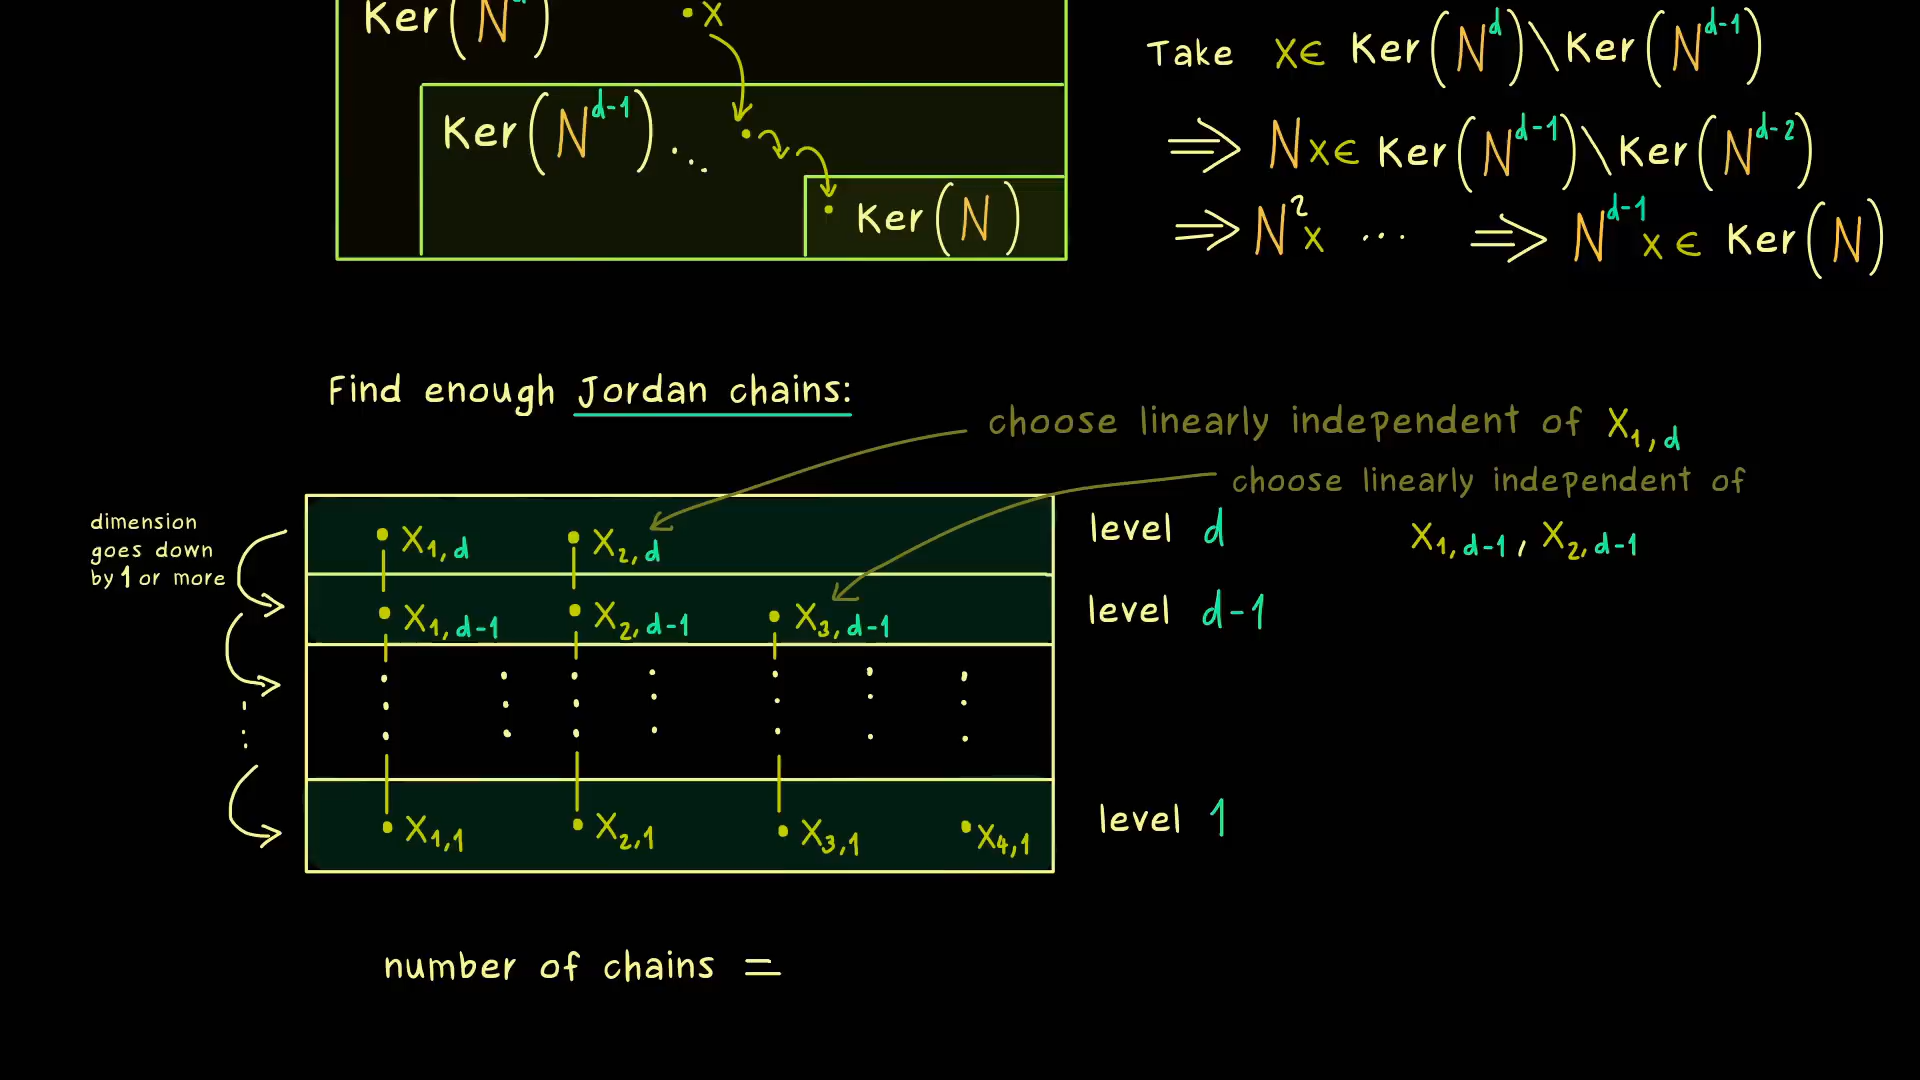 Ker(N^d) • x
Ker(N^{d-1}) ⋱
Ker(N)
Take x ∈ Ker(N^d) \ Ker(N^{d-1})
⇒ Nx ∈ Ker(N^{d-1}) \ Ker(N^{d-2})
⇒ N²x ... ⇒ N^{d-1}x ∈ Ker(N)
Find enough Jordan chains:
choose linearly independent of x_{1,d}
choose linearly independent of
x_{1,d-1}, x_{2,d-1}
dimension
goes down
by 1 or more
x_{1,d} x_{2,d} level d
x_{1,d-1} x_{2,d-1} x_{3,d-1} level d-1
x_{1,1} x_{2,1} x_{3,1} x_{4,1} level 1
number of chains =